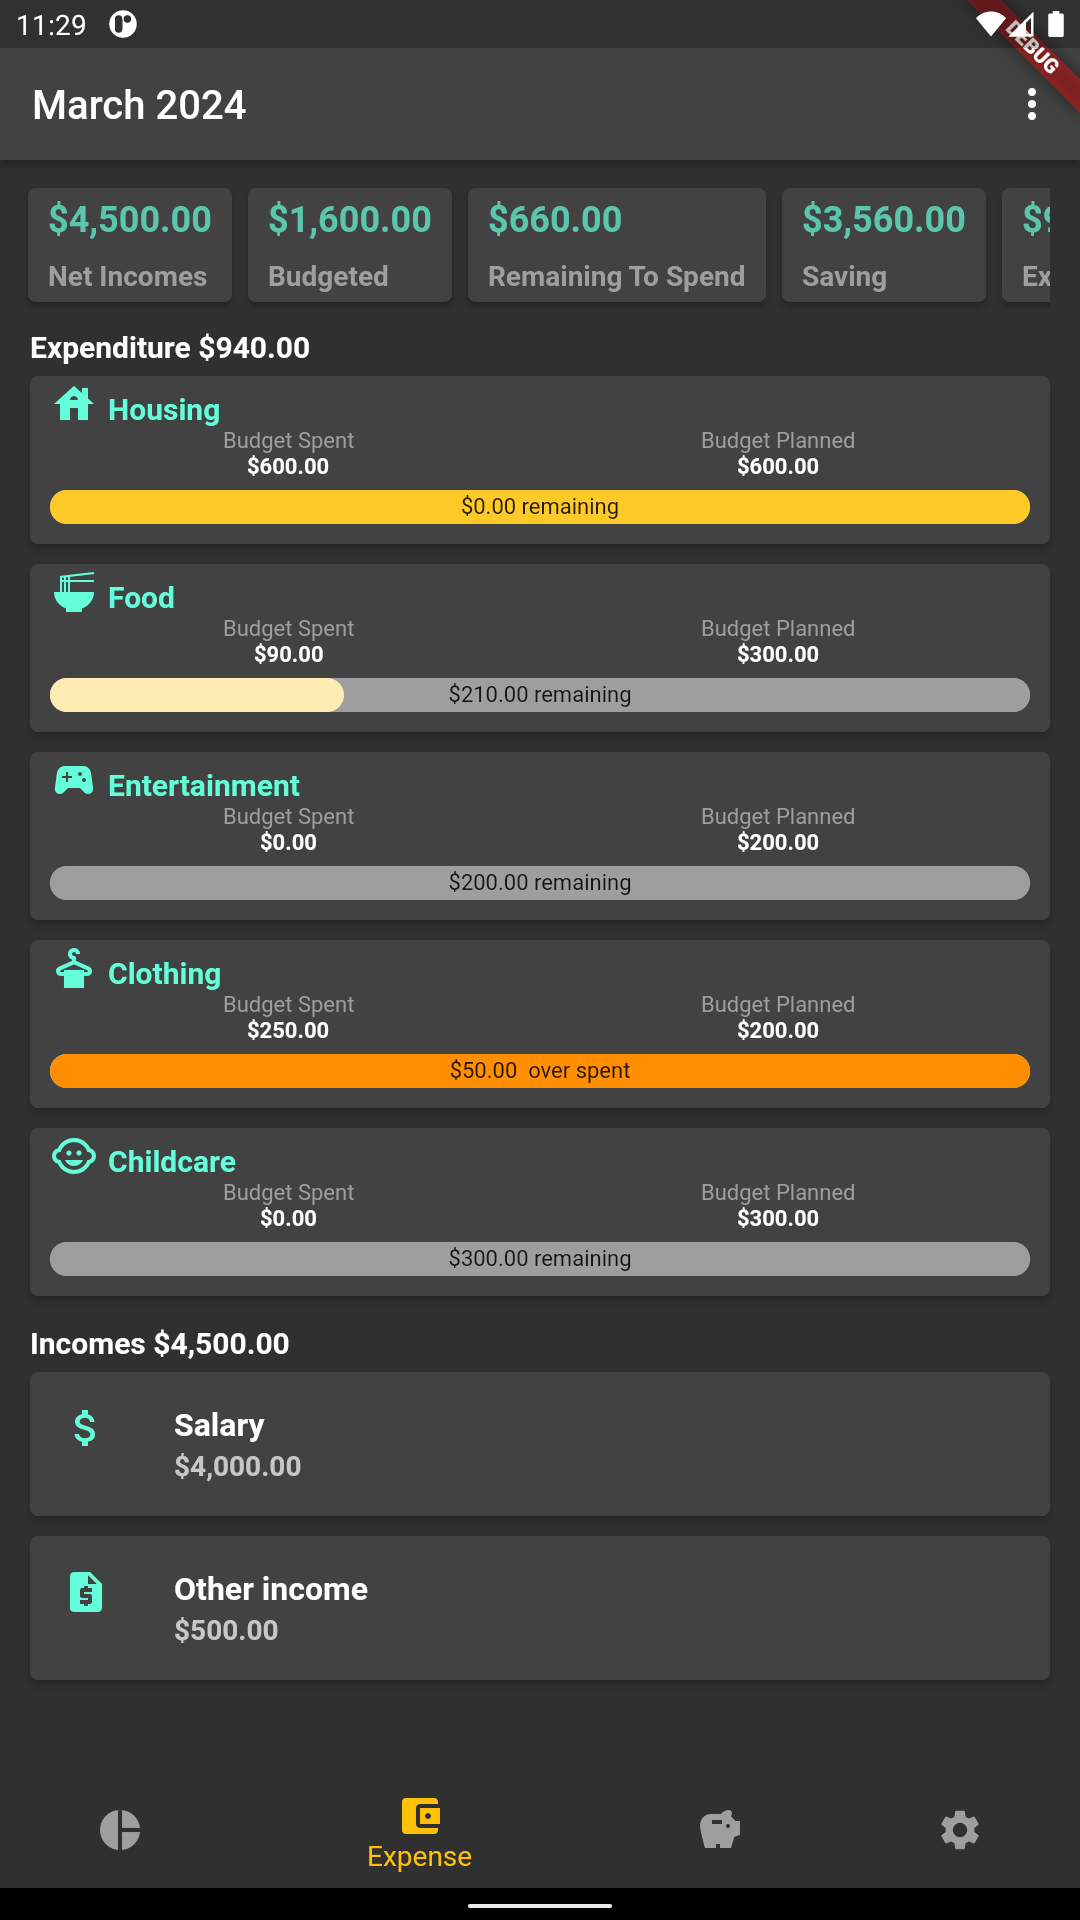 11:29
DEBUG
March 2024
$4,500.00 $1,600.00 $660.00 $3,560.00
Net Incomes Budgeted Remaining To Spend Saving
Expenditure $940.00
Housing
Budget Spent Budget Planned
$600.00 $600.00
$0.00 remaining
Food
Budget Spent Budget Planned
$90.00 $300.00
$210.00 remaining
Entertainment
Budget Spent Budget Planned
$0.00 $200.00
$200.00 remaining
Clothing
Budget Spent Budget Planned
$250.00 $200.00
$50.00  over spent
Childcare
Budget Spent Budget Planned
$0.00 $300.00
$300.00 remaining
Incomes $4,500.00
Salary
$4,000.00
Other income
$500.00
Expense